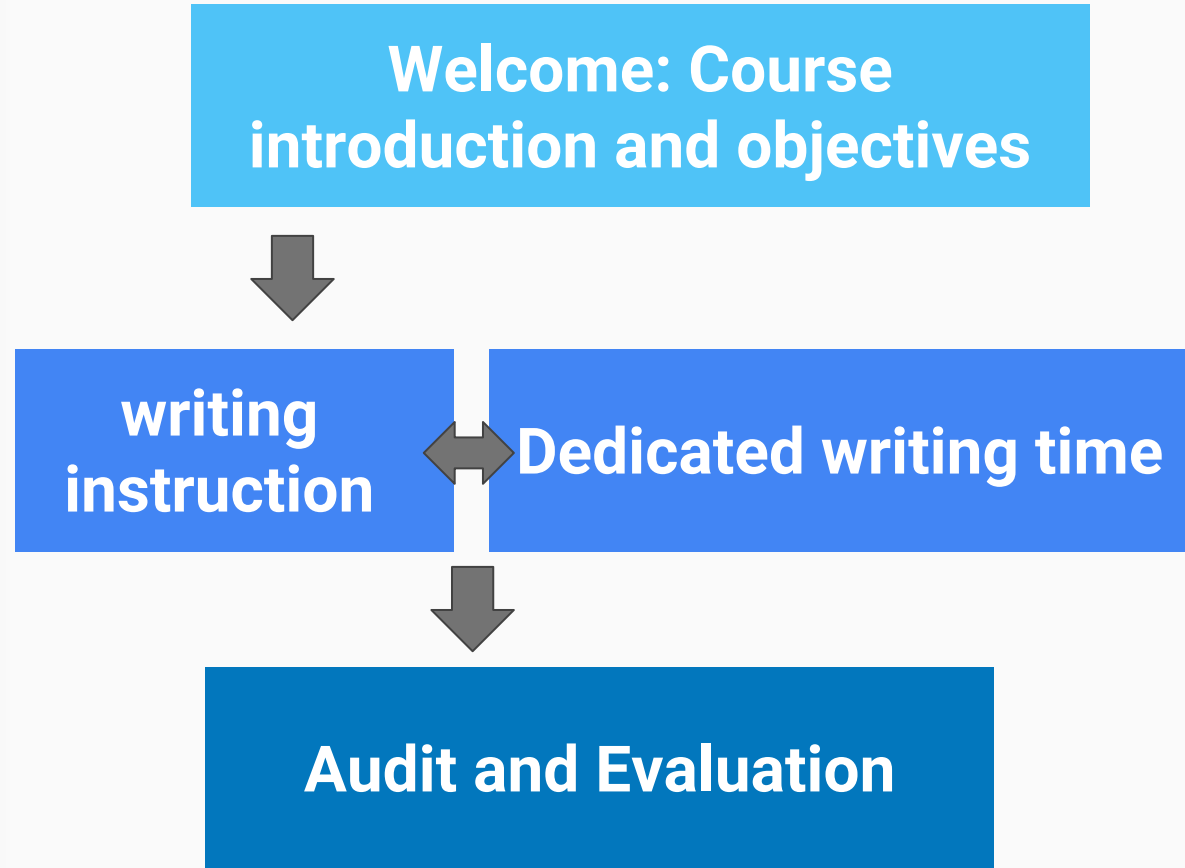 Welcome: Course
introduction and objectives
writing
instruction
Dedicated writing time
Audit and Evaluation